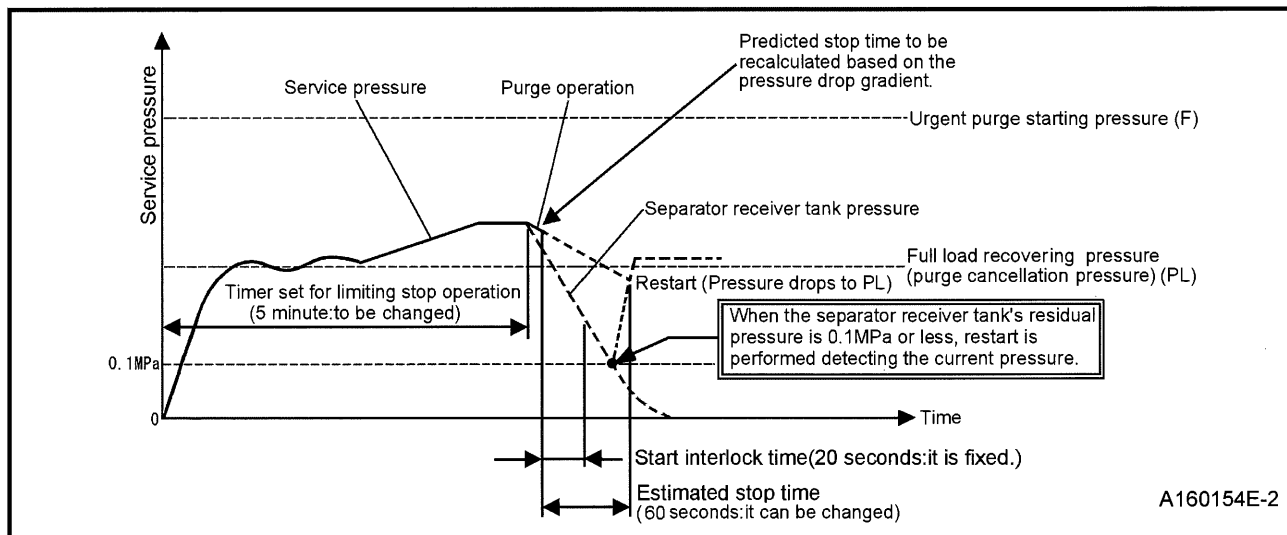 Predicted stop time to be
recalculated based on the
pressure drop gradient.
Service pressure
Service pressure
Purge operation
Urgent purge starting pressure (F)
Separator receiver tank pressure
Full load recovering pressure
(purge cancellation pressure) (PL)
Restart (Pressure drops to PL)
Timer set for limiting stop operation
(5 minute:to be changed)
When the separator receiver tank's residual
pressure is 0.1MPa or less, restart is
performed detecting the current pressure.
0.1MPa
0
Time
Start interlock time(20 seconds:it is fixed.)
Estimated stop time
(60 seconds:it can be changed)
A160154E-2